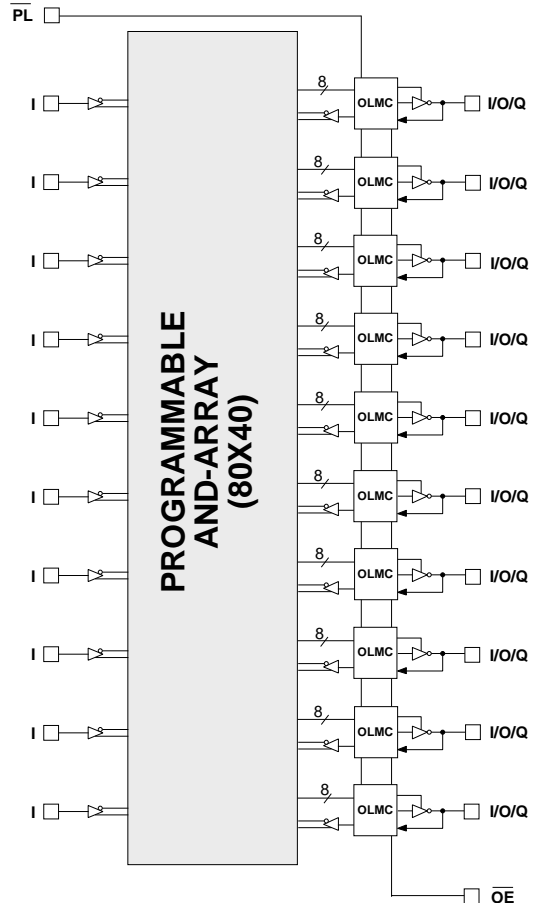 PL
8
I OLMC I/O/Q
8
I OLMC I/O/Q
8
I OLMC I/O/Q
8
I OLMC I/O/Q
8
I OLMC I/O/Q
8
I OLMC I/O/Q
8
I OLMC I/O/Q
8
I OLMC I/O/Q
8
I OLMC I/O/Q
8
I OLMC I/O/Q
PROGRAMMABLE
AND-ARRAY
(80X40)
OE